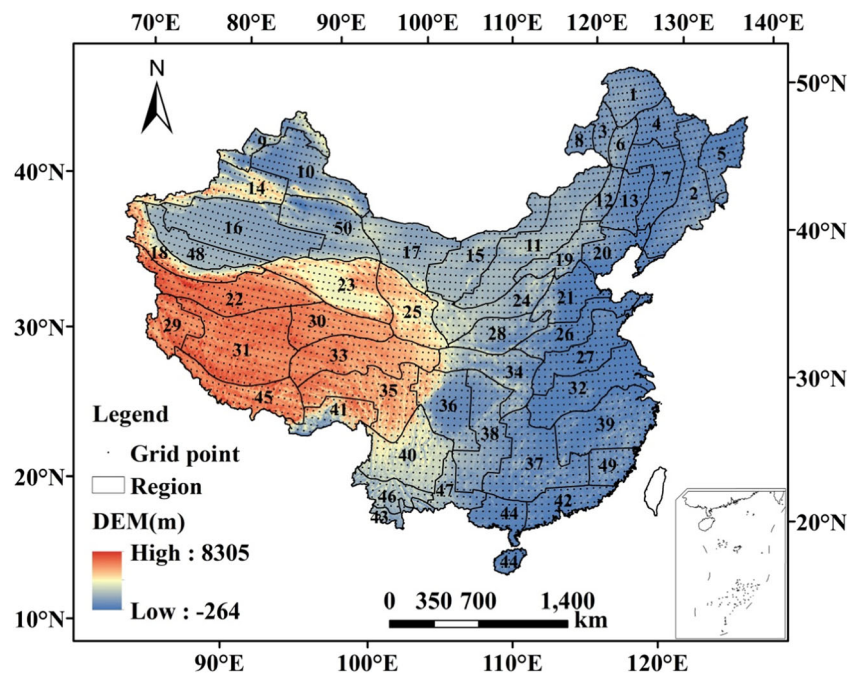 70°E 80°E 90°E 100°E 110°E 120°E 130°E 140°E
N
50°N
1
4
3
9
8
6
5
40°N
10
7
14
2
12
13
16
50
40°N
11
17
15
18
48
19
20
23
22
21
24
25
30°N
29
30
28
26
31
33
27
34
30°N
32
35
45
36
Legend
41
39
38
Grid point
40
37
49
20°N
Region
47
46
42
44
43
20°N
DEM(m)
High : 8305
44
0 350 700 1,400
Low : -264
km
10°N
90°E 100°E 110°E 120°E